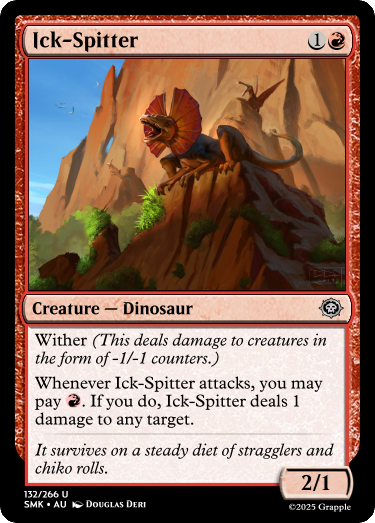 Ick-Spitter 1
Creature — Dinosaur
Wither (This deals damage to creatures in
the form of -1/-1 counters.)
Whenever Ick-Spitter attacks, you may
pay . If you do, Ick-Spitter deals 1
damage to any target.
It survives on a steady diet of stragglers and
chiko rolls.
2/1
132/266 U
SMK • AU Douglas Deri
©2025 Grapple